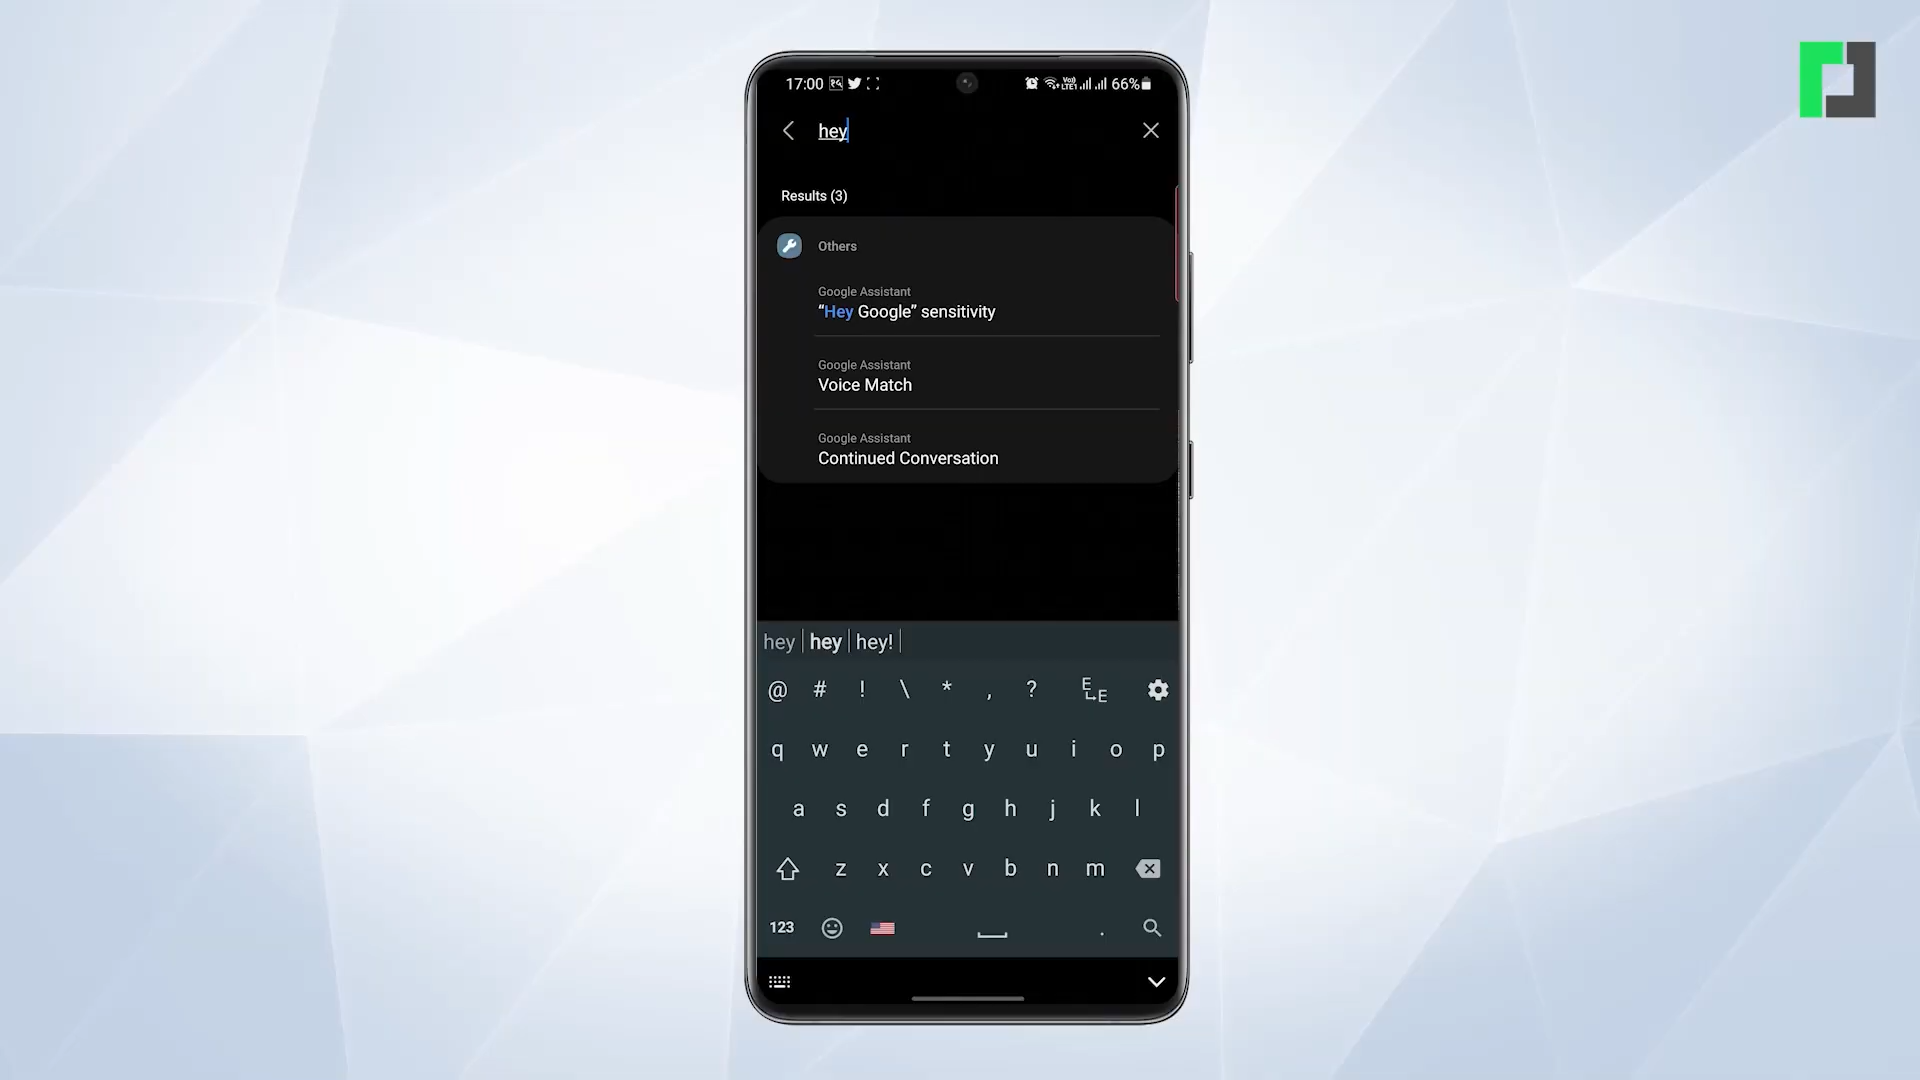 17:00 66%
hey
Results (3)
Others
Google Assistant
“Hey Google” sensitivity
Google Assistant
Voice Match
Google Assistant
Continued Conversation
hey hey hey!
@ # ! \ * , ? E E
q w e r t y u i o p
a s d f g h j k l
z x c v b n m
123 .